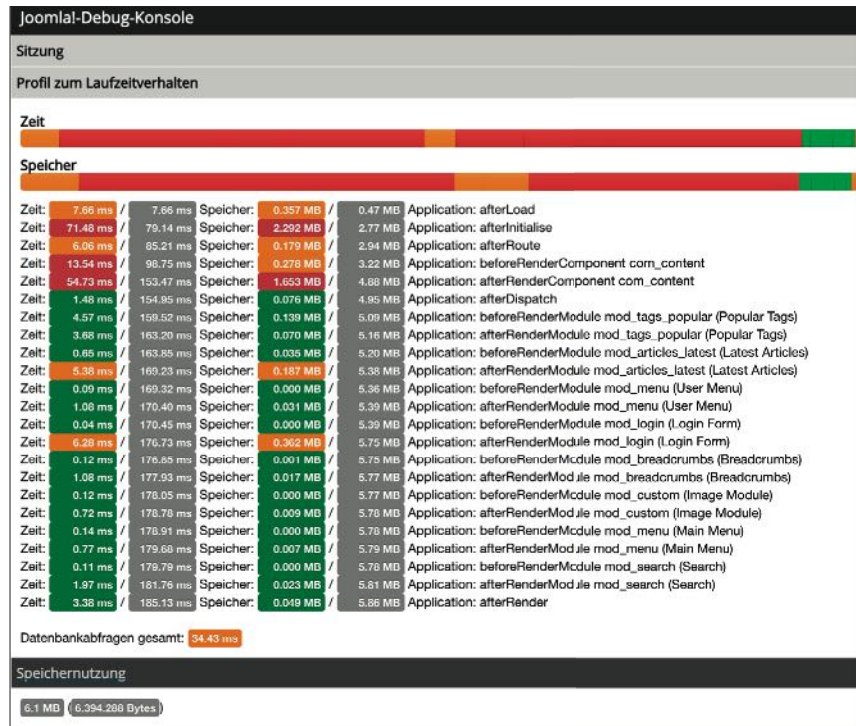 Joomla!-Debug-Konsole
Sitzung
Profil zum Laufzeitverhalten
Zeit
Speicher
Zeit: 7.66 ms / 7.66 ms Speicher: 0.357 MB / 0.47 MB Application: afterLoad
Zeit: 71.48 ms / 79.14 ms Speicher: 2.292 MB / 2.77 MB Application: afterInitialise
Zeit: 6.06 ms / 85.21 ms Speicher: 0.179 MB / 2.94 MB Application: afterRoute
Zeit: 13.54 ms / 98.75 ms Speicher: 0.278 MB / 3.22 MB Application: beforeRenderComponent com_content
Zeit: 54.73 ms / 153.47 ms Speicher: 1.653 MB / 4.88 MB Application: afterRenderComponent com_content
Zeit: 1.48 ms / 154.95 ms Speicher: 0.076 MB / 4.95 MB Application: afterDispatch
Zeit: 4.57 ms / 159.52 ms Speicher: 0.139 MB / 5.09 MB Application: beforeRenderModule mod_tags_popular (Popular Tags)
Zeit: 3.68 ms / 163.20 ms Speicher: 0.070 MB / 5.16 MB Application: afterRenderModule mod_tags_popular (Popular Tags)
Zeit: 0.65 ms / 163.85 ms Speicher: 0.035 MB / 5.20 MB Application: beforeRenderModule mod_articles_latest (Latest Articles)
Zeit: 5.38 ms / 169.23 ms Speicher: 0.187 MB / 5.38 MB Application: afterRenderModule mod_articles_latest (Latest Articles)
Zeit: 0.09 ms / 169.32 ms Speicher: 0.000 MB / 5.36 MB Application: beforeRenderModule mod_menu (User Menu)
Zeit: 1.08 ms / 170.40 ms Speicher: 0.031 MB / 5.39 MB Application: afterRenderModule mod_menu (User Menu)
Zeit: 0.04 ms / 170.45 ms Speicher: 0.000 MB / 5.39 MB Application: beforeRenderModule mod_login (Login Form)
Zeit: 6.28 ms / 176.73 ms Speicher: 0.362 MB / 5.75 MB Application: afterRenderModule mod_login (Login Form)
Zeit: 0.12 ms / 176.85 ms Speicher: 0.001 MB / 5.75 MB Application: beforeRenderModule mod_breadcrumbs (Breadcrumbs)
Zeit: 1.08 ms / 177.93 ms Speicher: 0.017 MB / 5.77 MB Application: afterRenderModule mod_breadcrumbs (Breadcrumbs)
Zeit: 0.12 ms / 178.05 ms Speicher: 0.000 MB / 5.77 MB Application: beforeRenderModule mod_custom (Image Module)
Zeit: 0.72 ms / 178.78 ms Speicher: 0.009 MB / 5.78 MB Application: afterRenderModule mod_custom (Image Module)
Zeit: 0.14 ms / 178.91 ms Speicher: 0.000 MB / 5.78 MB Application: beforeRenderModule mod_menu (Main Menu)
Zeit: 0.77 ms / 179.68 ms Speicher: 0.007 MB / 5.79 MB Application: afterRenderModule mod_menu (Main Menu)
Zeit: 0.11 ms / 179.79 ms Speicher: 0.000 MB / 5.78 MB Application: beforeRenderModule mod_search (Search)
Zeit: 1.97 ms / 181.76 ms Speicher: 0.023 MB / 5.81 MB Application: afterRenderModule mod_search (Search)
Zeit: 3.38 ms / 185.13 ms Speicher: 0.049 MB / 5.86 MB Application: afterRender
Datenbankabfragen gesamt: 34.43 ms
Speichernutzung
6.1 MB (6.394.288 Bytes)